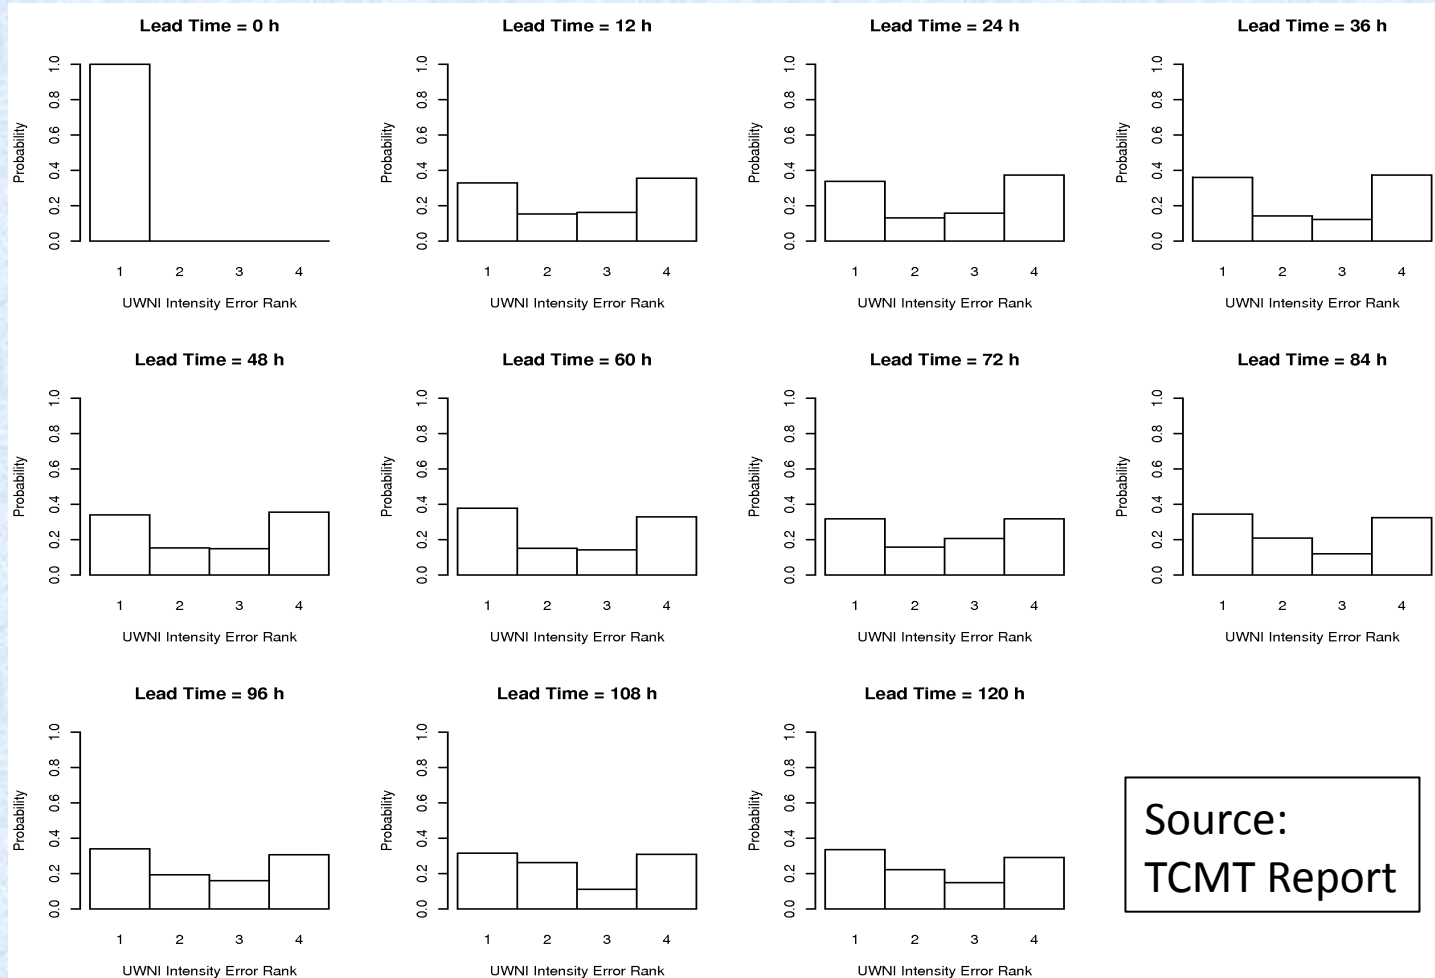 Lead Time = 0 h
Probability
0.0 0.2 0.4 0.6 0.8 1.0
1 2 3 4
UWNI Intensity Error Rank
Lead Time = 12 h
Probability
0.0 0.2 0.4 0.6 0.8 1.0
1 2 3 4
UWNI Intensity Error Rank
Lead Time = 24 h
Probability
0.0 0.2 0.4 0.6 0.8 1.0
1 2 3 4
UWNI Intensity Error Rank
Lead Time = 36 h
Probability
0.0 0.2 0.4 0.6 0.8 1.0
1 2 3 4
UWNI Intensity Error Rank
Lead Time = 48 h
Probability
0.0 0.2 0.4 0.6 0.8 1.0
1 2 3 4
UWNI Intensity Error Rank
Lead Time = 60 h
Probability
0.0 0.2 0.4 0.6 0.8 1.0
1 2 3 4
UWNI Intensity Error Rank
Lead Time = 72 h
Probability
0.0 0.2 0.4 0.6 0.8 1.0
1 2 3 4
UWNI Intensity Error Rank
Lead Time = 84 h
Probability
0.0 0.2 0.4 0.6 0.8 1.0
1 2 3 4
UWNI Intensity Error Rank
Lead Time = 96 h
Probability
0.0 0.2 0.4 0.6 0.8 1.0
1 2 3 4
UWNI Intensity Error Rank
Lead Time = 108 h
Probability
0.0 0.2 0.4 0.6 0.8 1.0
1 2 3 4
UWNI Intensity Error Rank
Lead Time = 120 h
Probability
0.0 0.2 0.4 0.6 0.8 1.0
1 2 3 4
UWNI Intensity Error Rank
Source:
TCMT Report